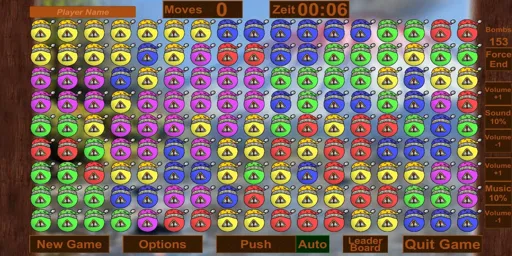 Player Name
Moves 0
Zeit 00:06
Bombs
153
Force
End
Volume
+1
Sound
10%
Volume
-1
Volume
+1
Music
10%
Volume
-1
New Game
Options
Push
Auto
Leader
Board
Quit Game